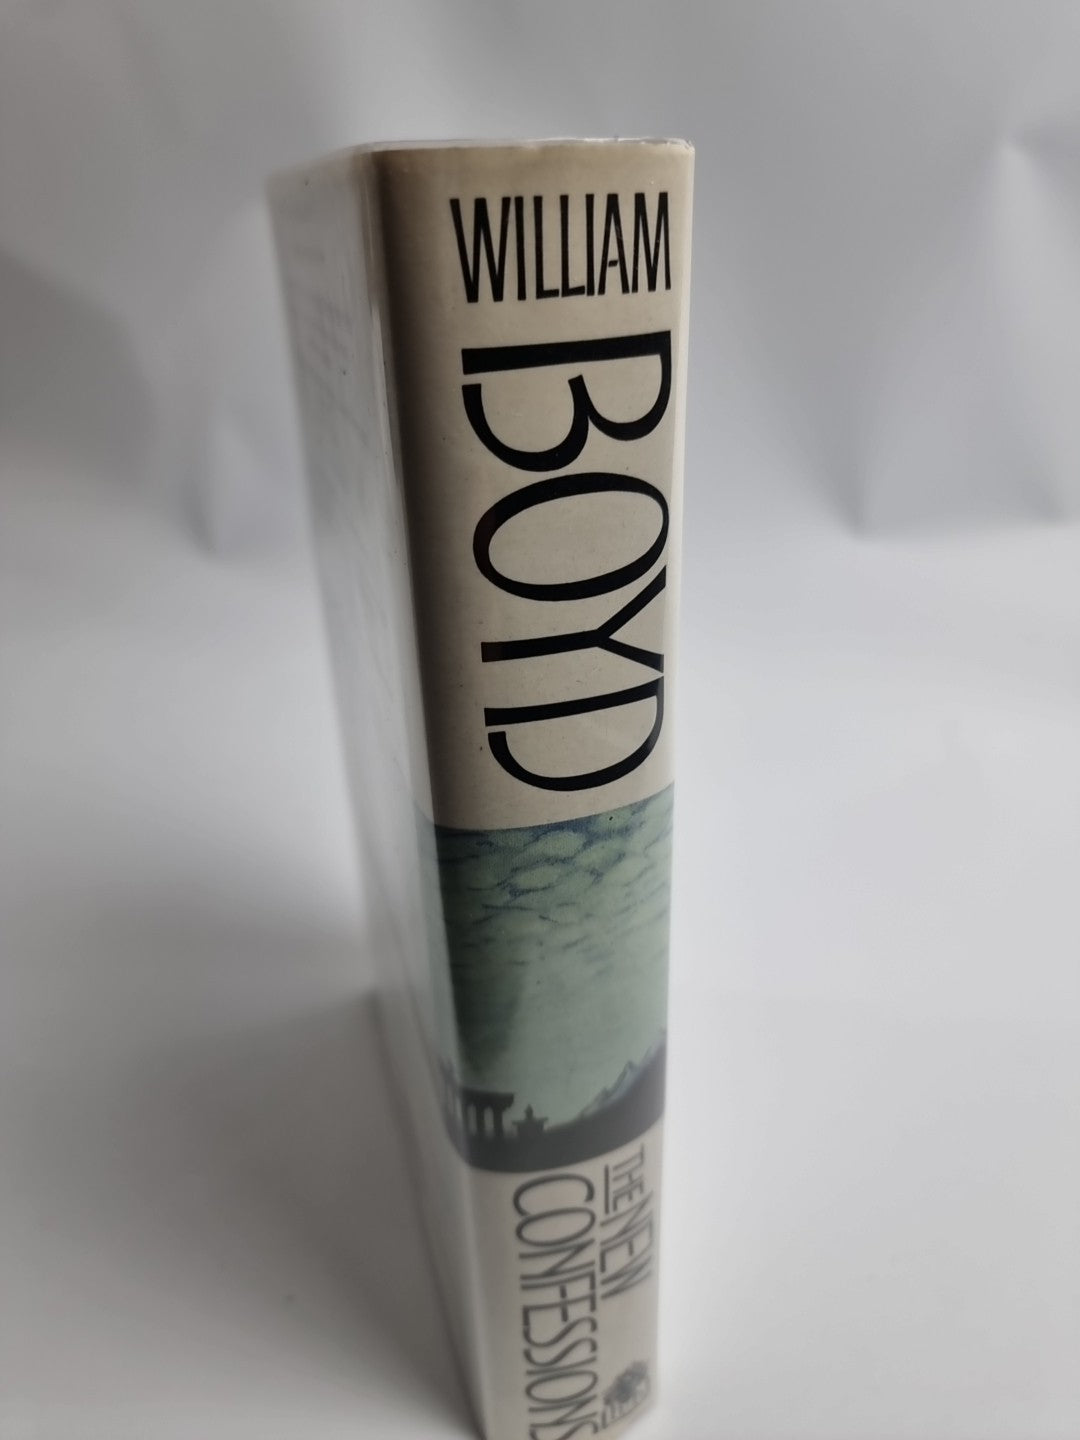 WILLIAM
BOYD
THE NEW
CONFESSIONS